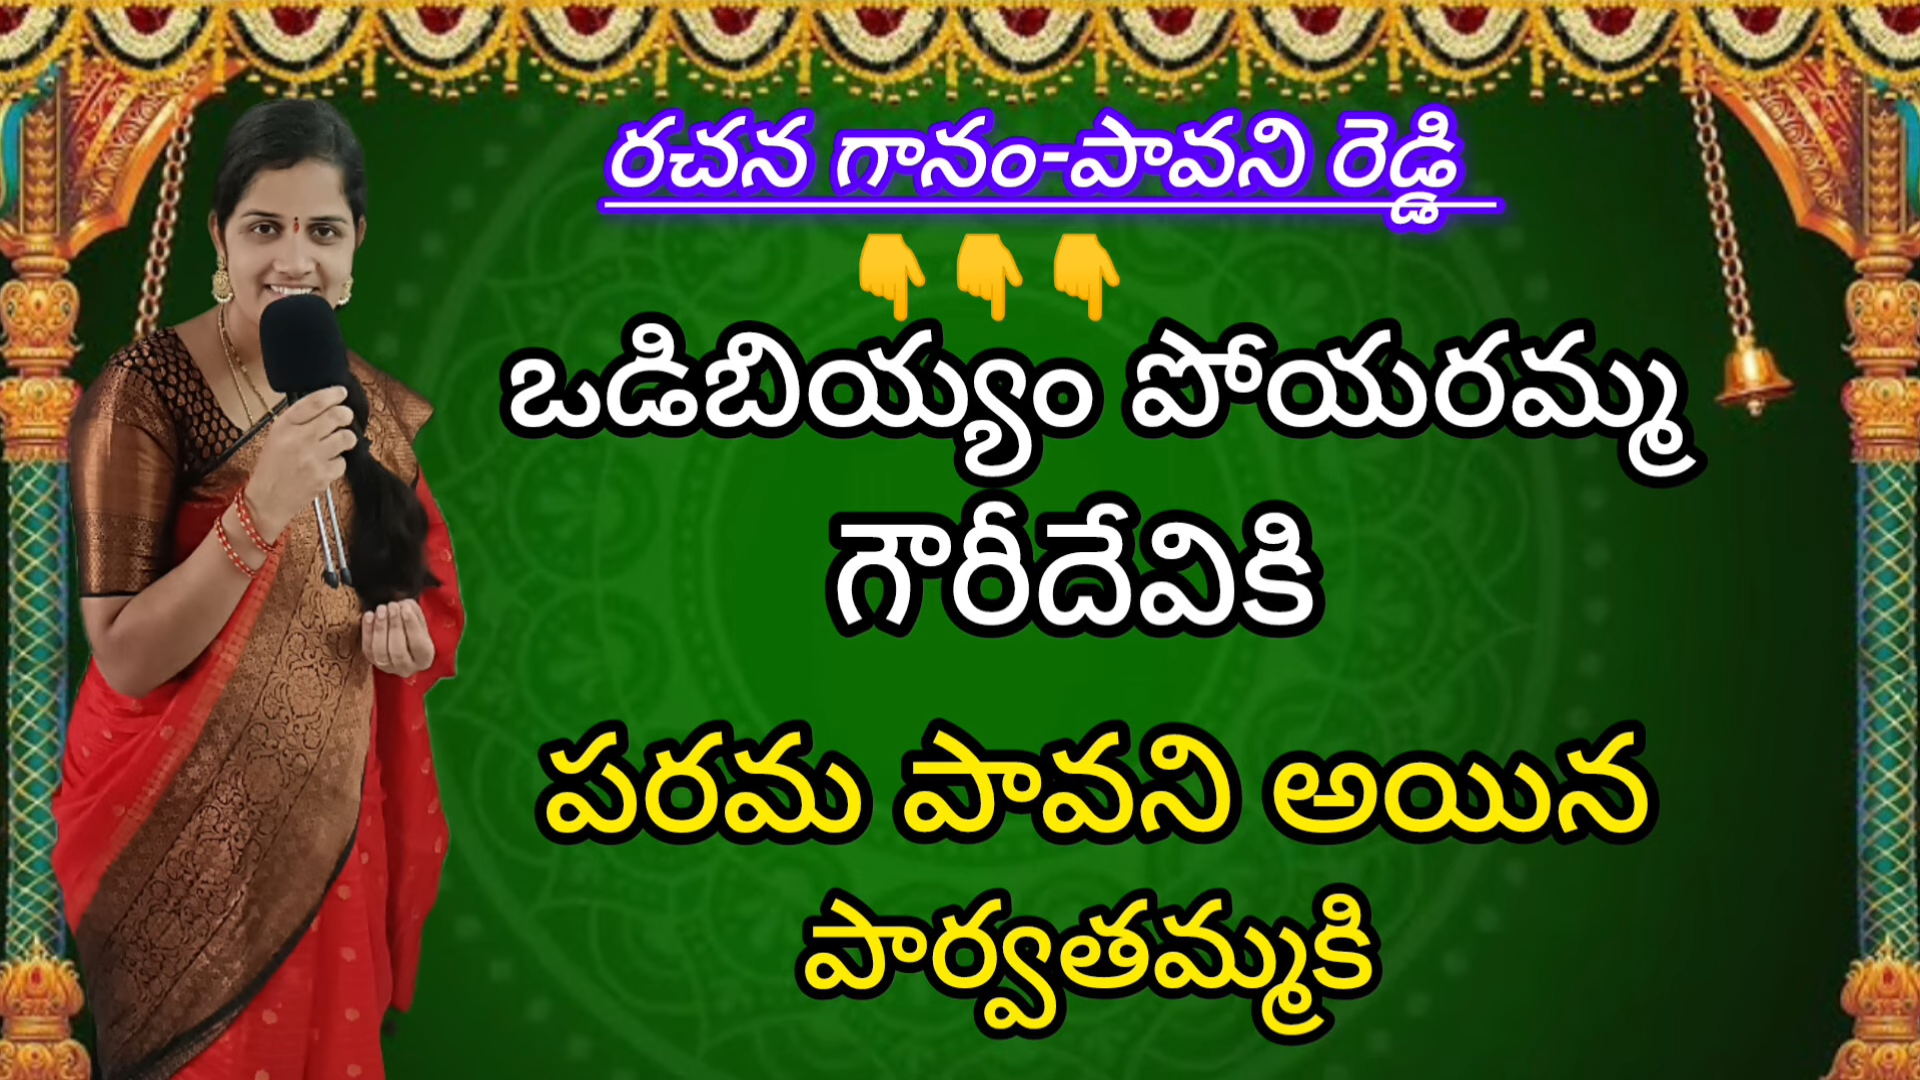 రచన గానం-పావని రెడ్డి
👇👇👇
ఒడిబియ్యం పోయరమ్మ
గౌరీదేవికి
పరమ పావని అయిన
పార్వతమ్మకి